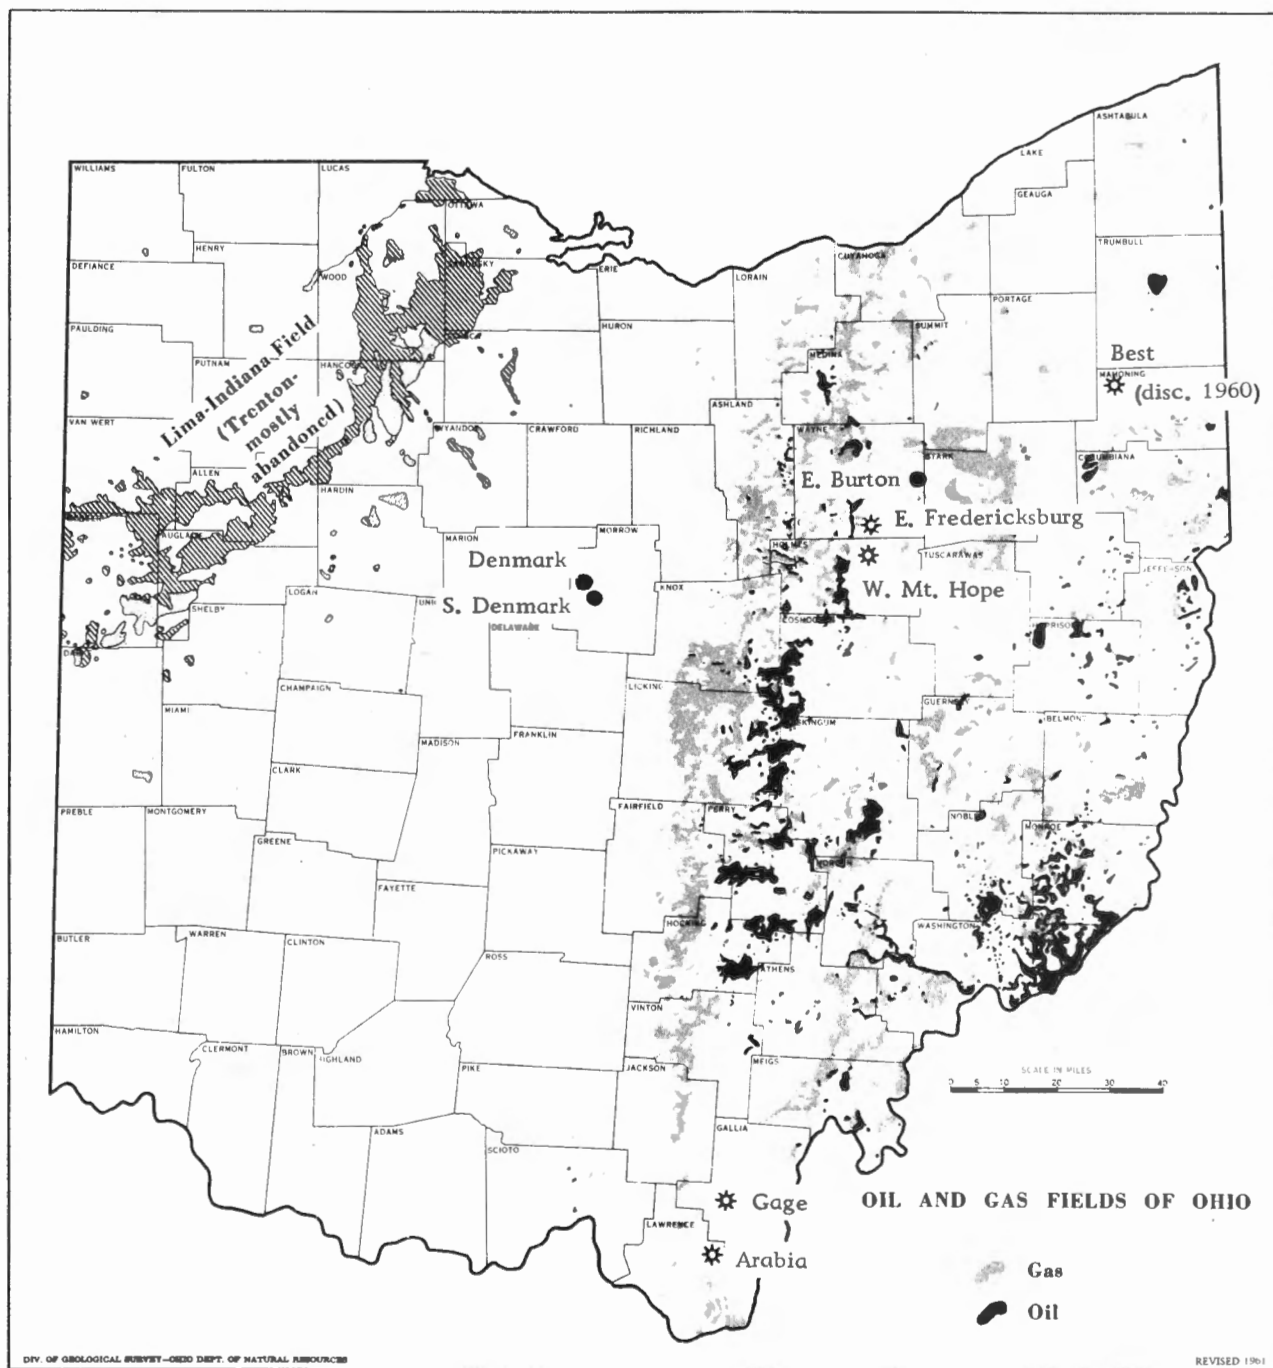 ASHTABULA
LAKE
GEAUGA
WILLIAMS
FULTON
LUCAS
OTTAWA
HENRY
TRUMBULL
CUYAHOGA
DEFIANCE
SANDUSKY
ERIE
LORAIN
WOOD
PORTAGE
PAULDING
HURON
SUMMIT
Best
MEDINA
PUTNAM
HANCOCK
MAHONING
(disc. 1960)
Lima-Indiana Field
(Trenton-
mostly
abandoned)
ASHLAND
VAN WERT
WYANDOT
CRAWFORD
RICHLAND
WAYNE
STARK
COLUMBIANA
ALLEN
E. Burton
HARDIN
MERCER
E. Fredericksburg
AUGLAIZE
MARION
MORROW
HOLMES
TUSCARAWAS
Denmark
JEFFERSON
W. Mt. Hope
LOGAN
KNOX
S. Denmark
SHELBY
UNI
COSHOCTON
DELAWARE
DA
LICKING
CHAMPAIGN
GUERNSEY
MIAMI
BELMONT
MUSKINGUM
FRANKLIN
MADISON
CLARK
FAIRFIELD
PERRY
PREBLE
MONTGOMERY
NOBLE
MONROE
GREENE
PICKAWAY
MORGAN
FAYETTE
HOCKING
WASHINGTON
WARREN
BUTLER
CLINTON
ROSS
ATHENS
VINTON
HAMILTON
CLERMONT
BROWN
HIGHLAND
PIKE
JACKSON
MEIGS
SCALE IN MILES
0 5 10 20 30 40
GALLIA
ADAMS
SCIOTO
Gage
OIL AND GAS FIELDS OF OHIO
LAWRENCE
Arabia
Gas
Oil
DIV. OF GEOLOGICAL SURVEY—OHIO DEPT. OF NATURAL RESOURCES
REVISED 1961